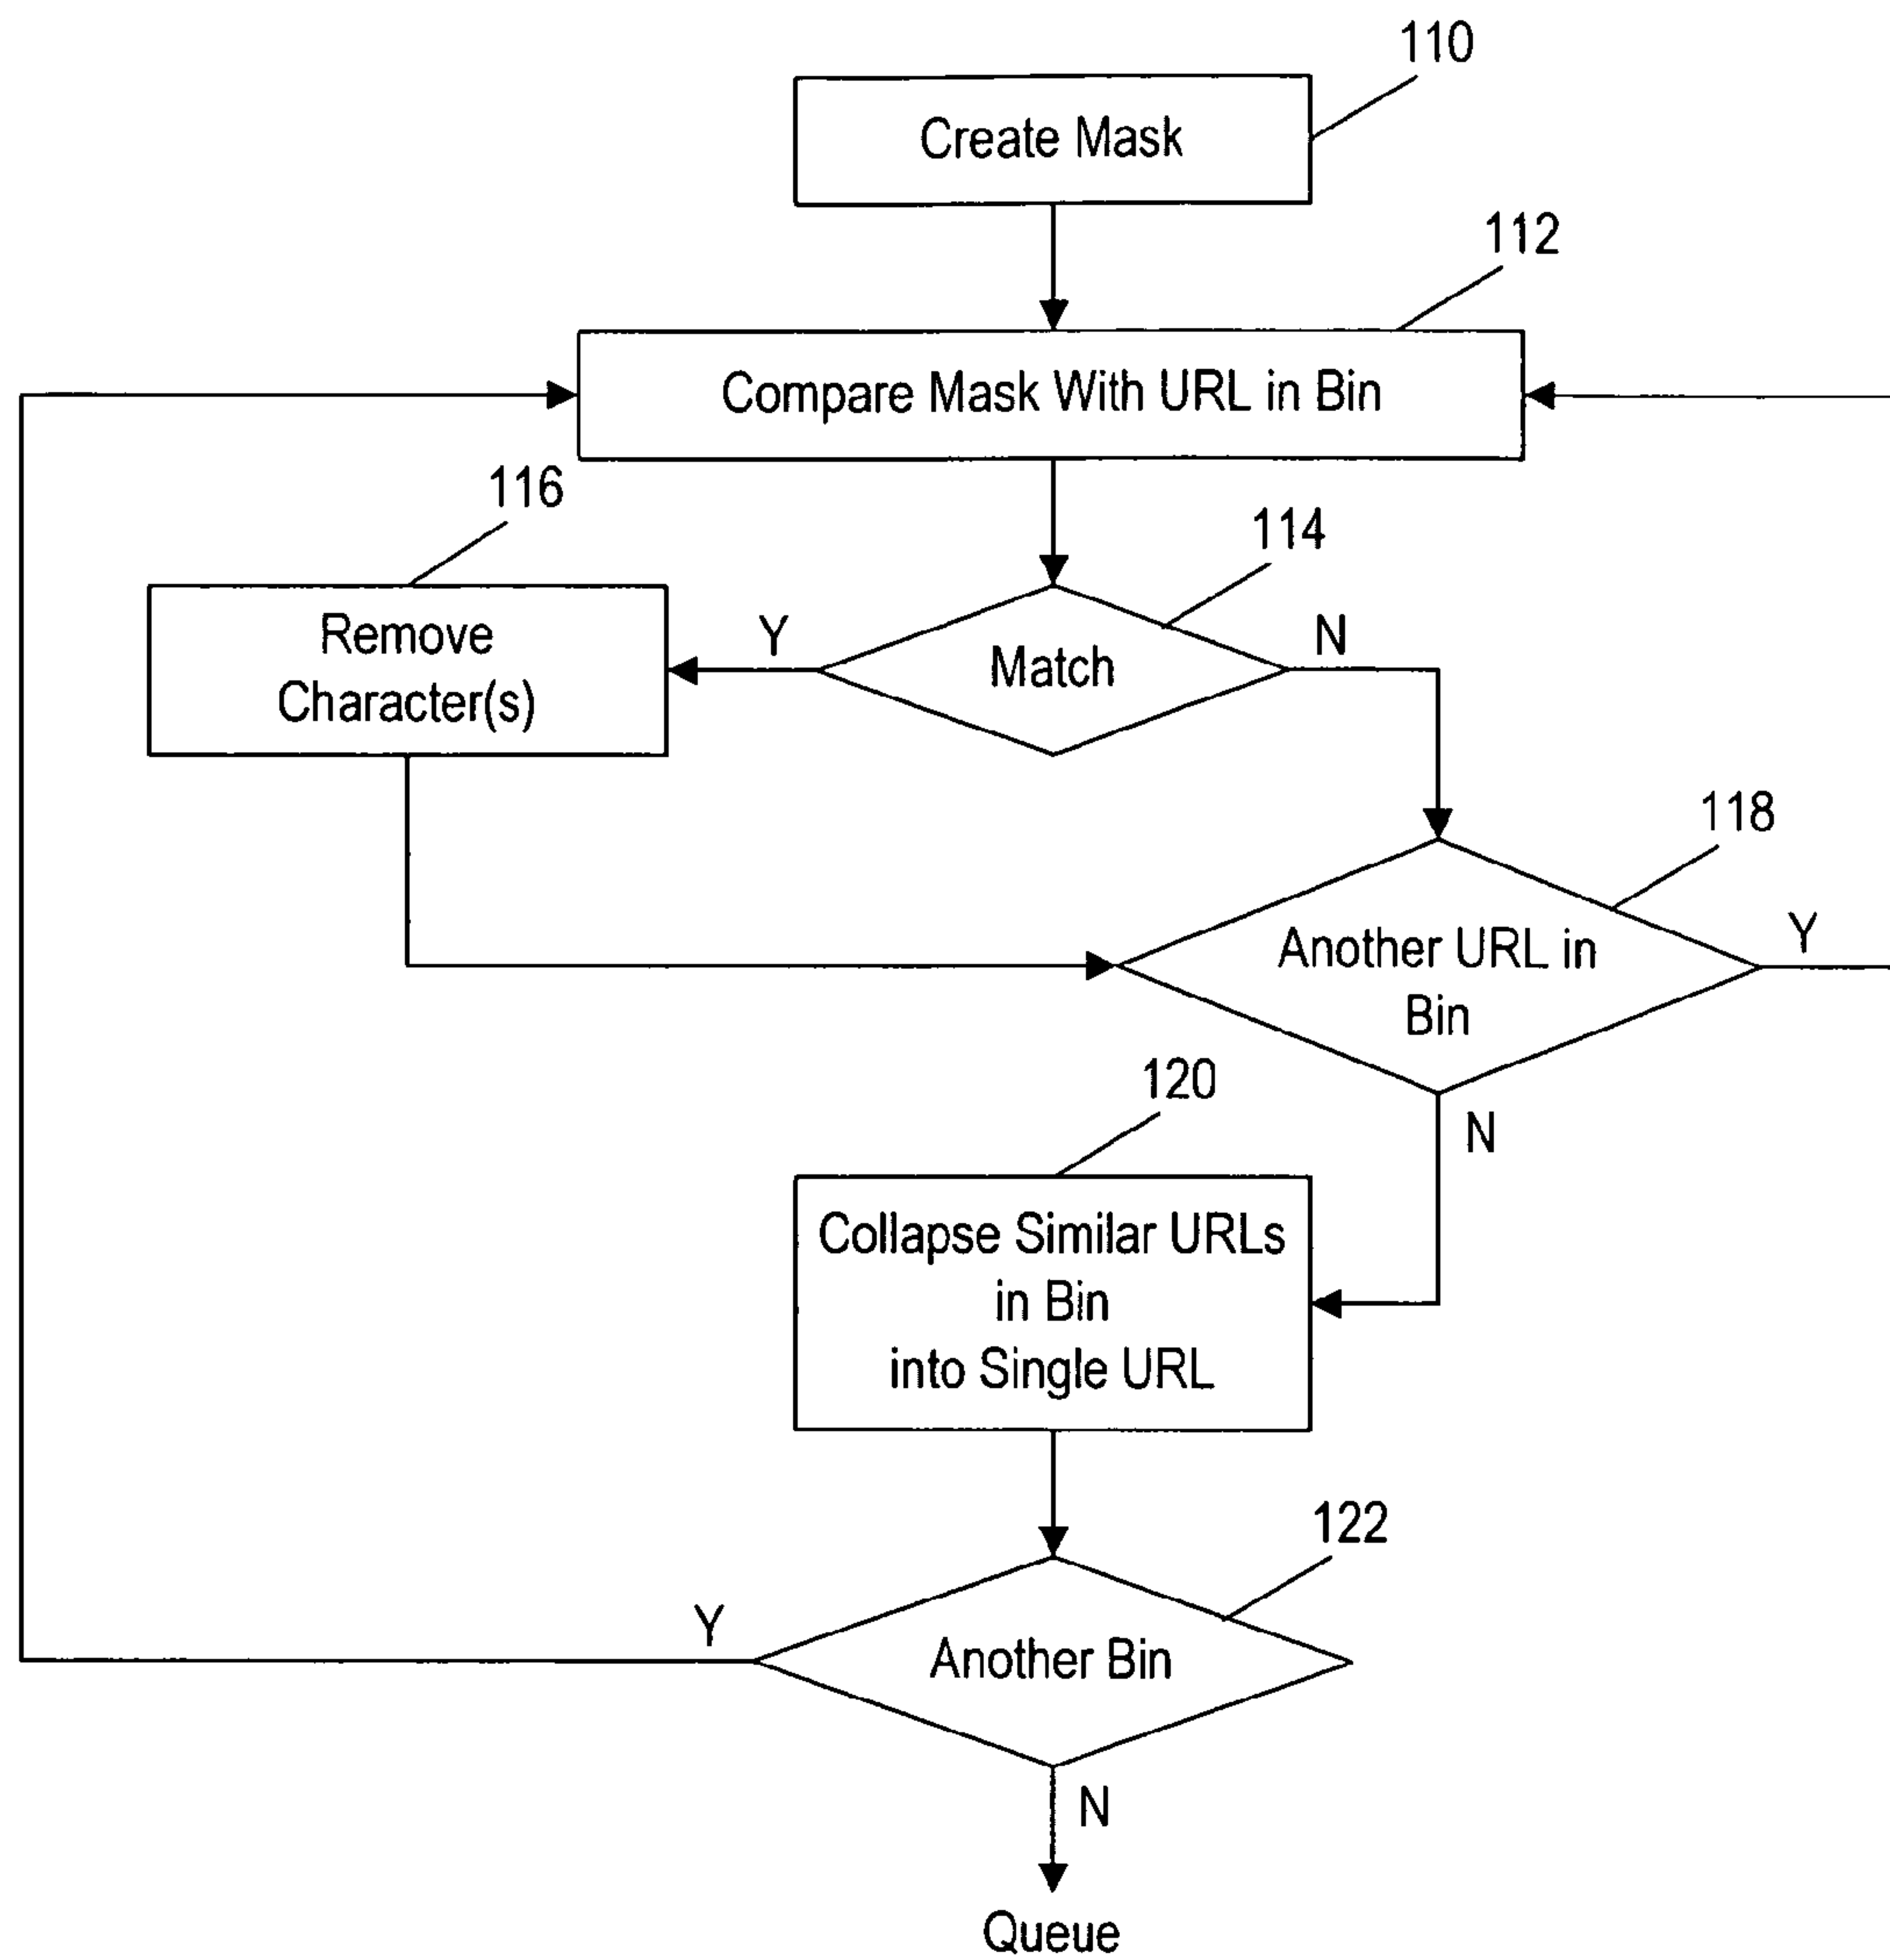 110
Create Mask
112
Compare Mask With URL in Bin
116
114
Remove
Character(s)
Y
Match
N
118
Another URL in
Bin
Y
N
120
Collapse Similar URLs
in Bin
into Single URL
122
Y
Another Bin
N
Queue